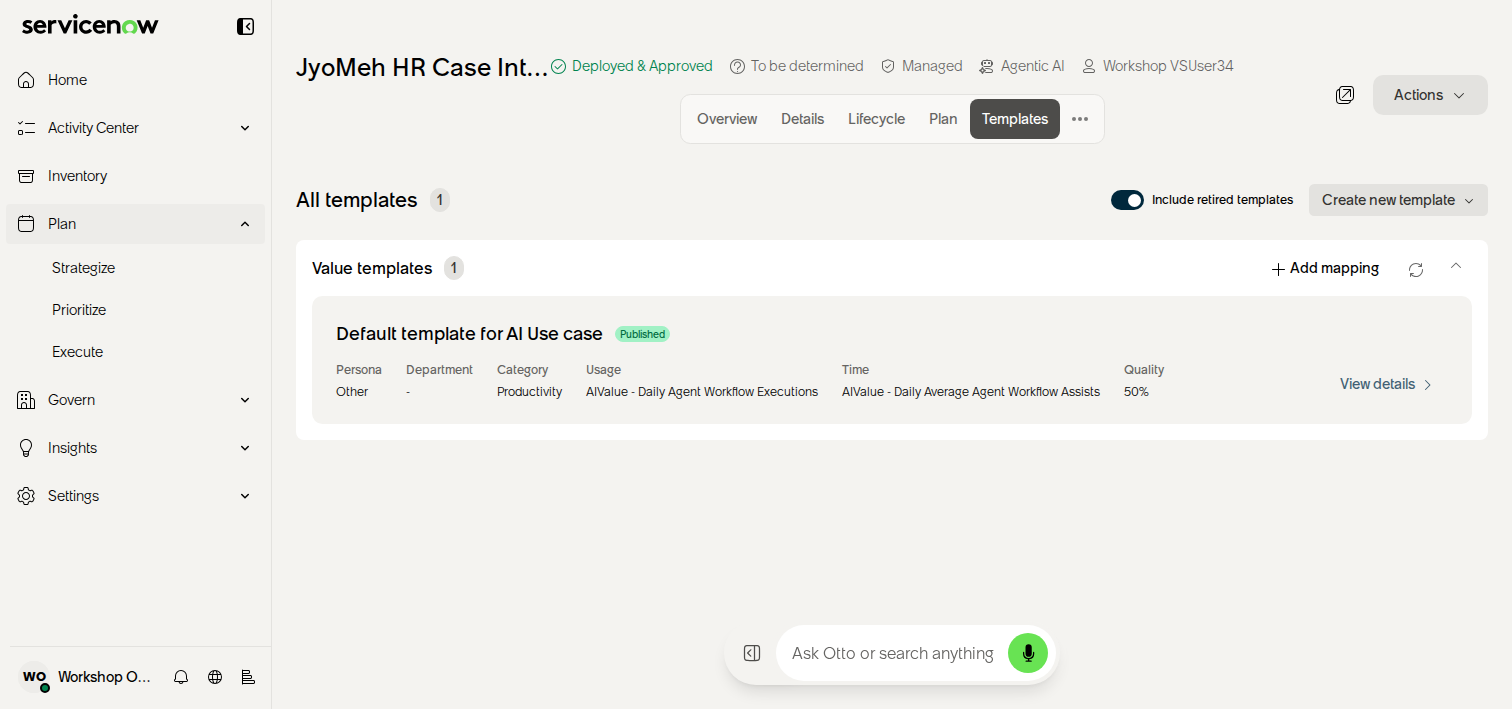 servicenow
Home
Activity Center
Inventory
Plan
Strategize
Prioritize
Execute
Govern
Insights
Settings
WO Workshop O...
JyoMeh HR Case Int... Deployed & Approved To be determined Managed Agentic AI Workshop VSUser34
Actions
Overview Details Lifecycle Plan Templates
All templates 1
Include retired templates Create new template
Value templates 1
Add mapping
Default template for AI Use case Published
Persona Department Category Usage Time Quality
Other - Productivity AIValue - Daily Agent Workflow Executions AIValue - Daily Average Agent Workflow Assists 50%
View details
Ask Otto or search anything